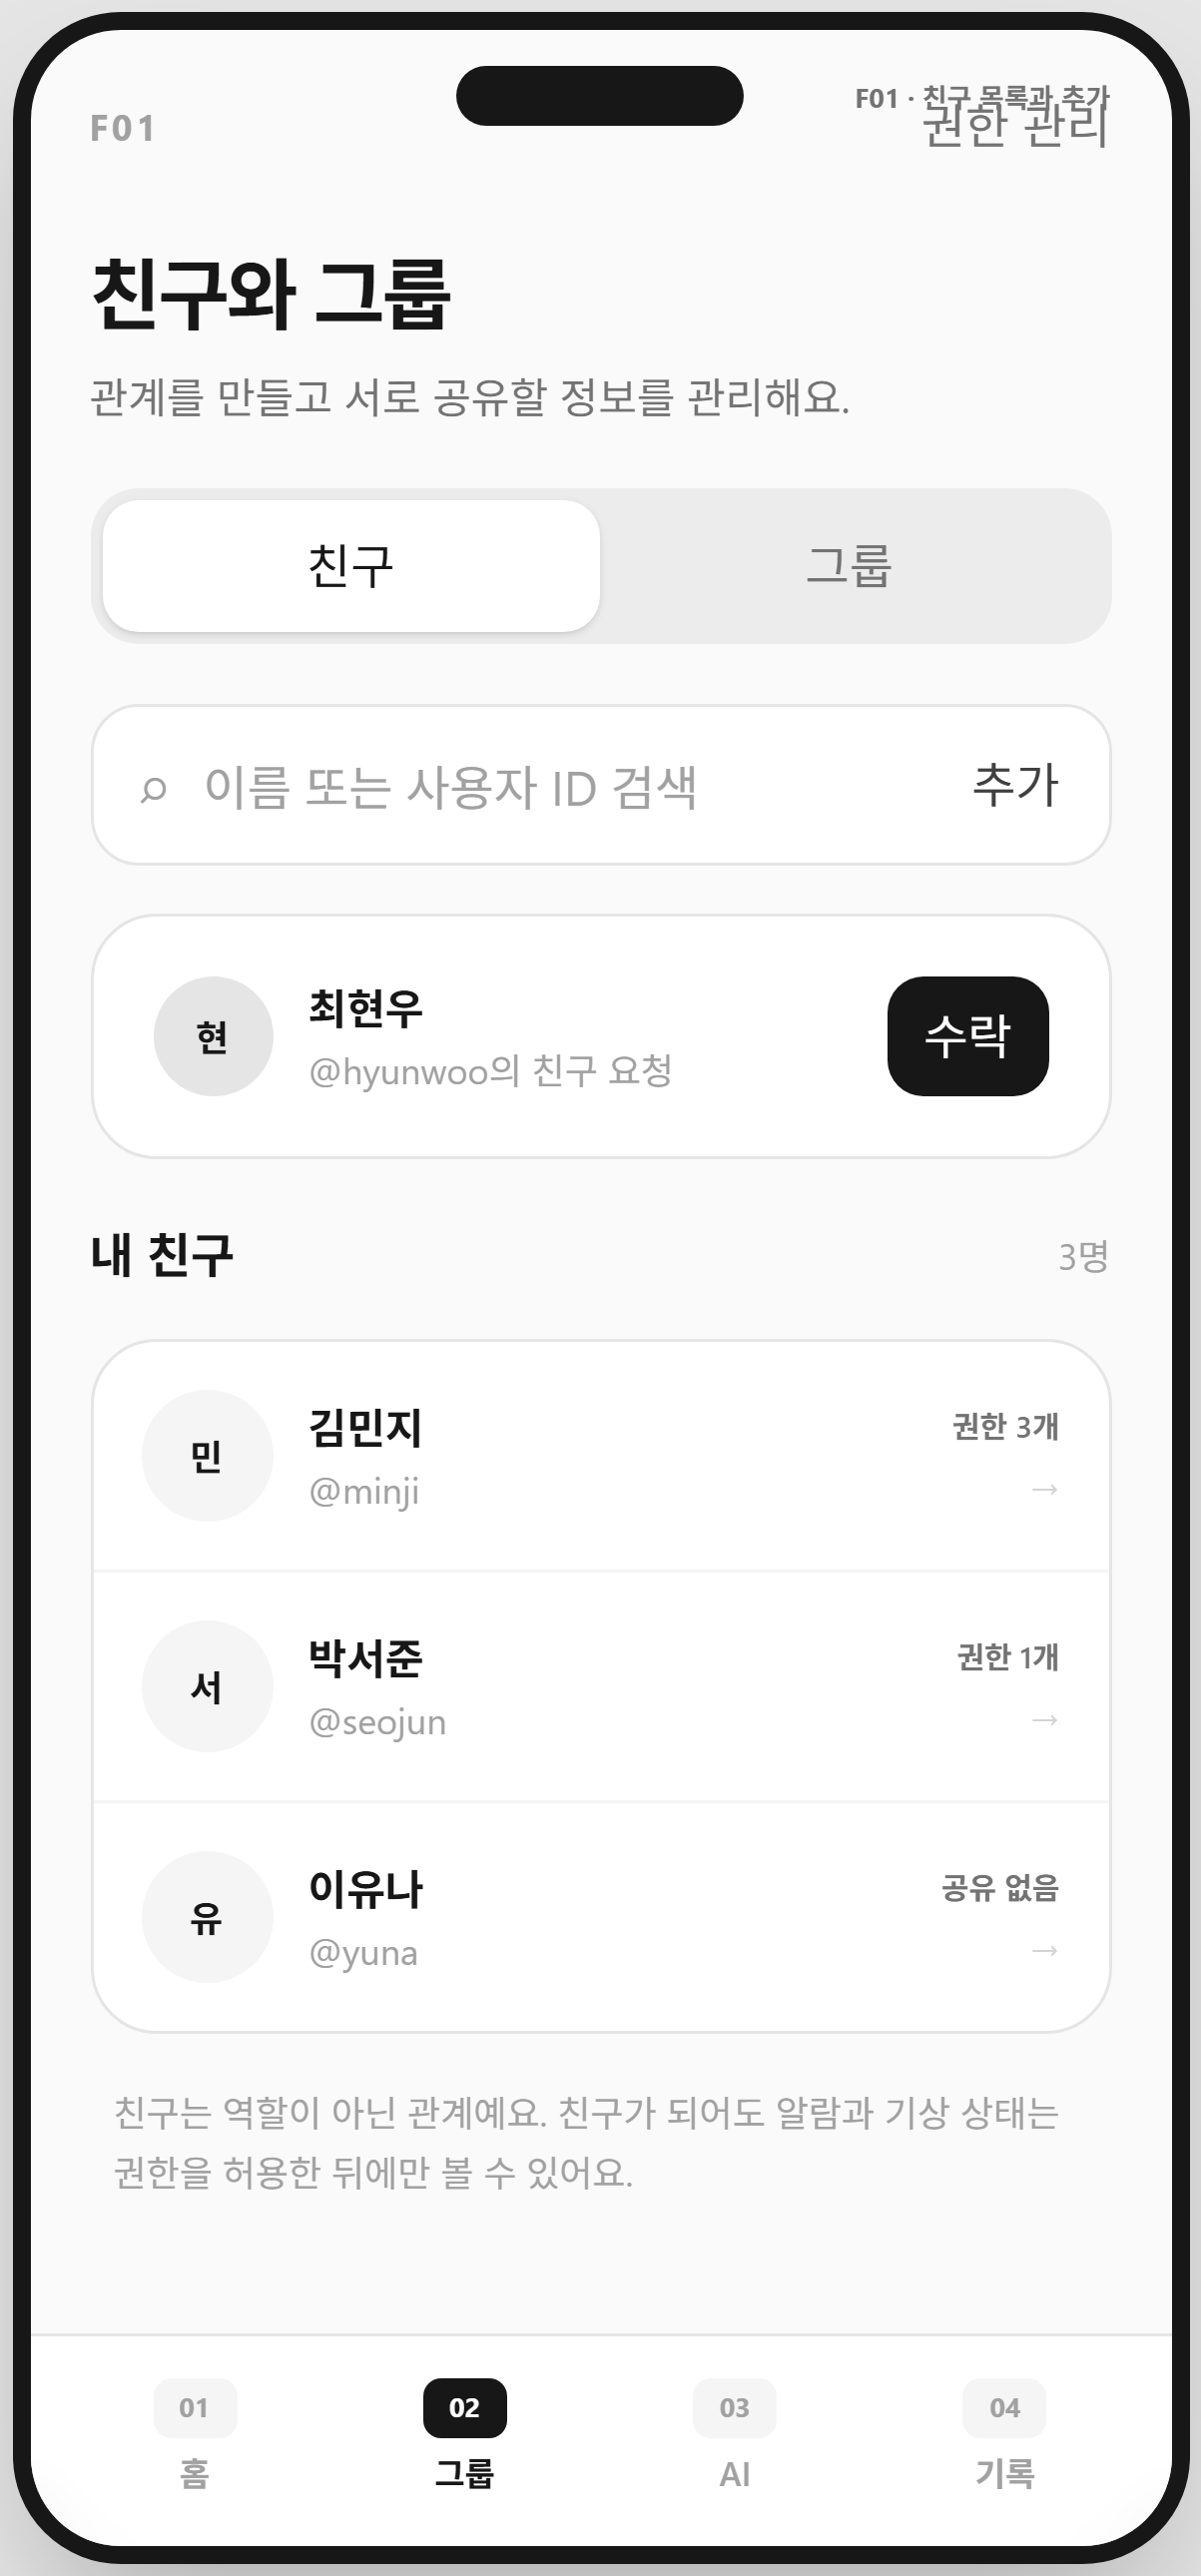 F01 · 친구 목록과 추가
F01
권한 관리
친구와 그룹
관계를 만들고 서로 공유할 정보를 관리해요.
친구
그룹
이름 또는 사용자 ID 검색
추가
현
최현우
@hyunwoo의 친구 요청
수락
내 친구
3명
민
김민지
@minji
권한 3개
→
서
박서준
@seojun
권한 1개
→
유
이유나
@yuna
공유 없음
→
친구는 역할이 아닌 관계예요. 친구가 되어도 알람과 기상 상태는
권한을 허용한 뒤에만 볼 수 있어요.
01
홈
02
그룹
03
AI
04
기록